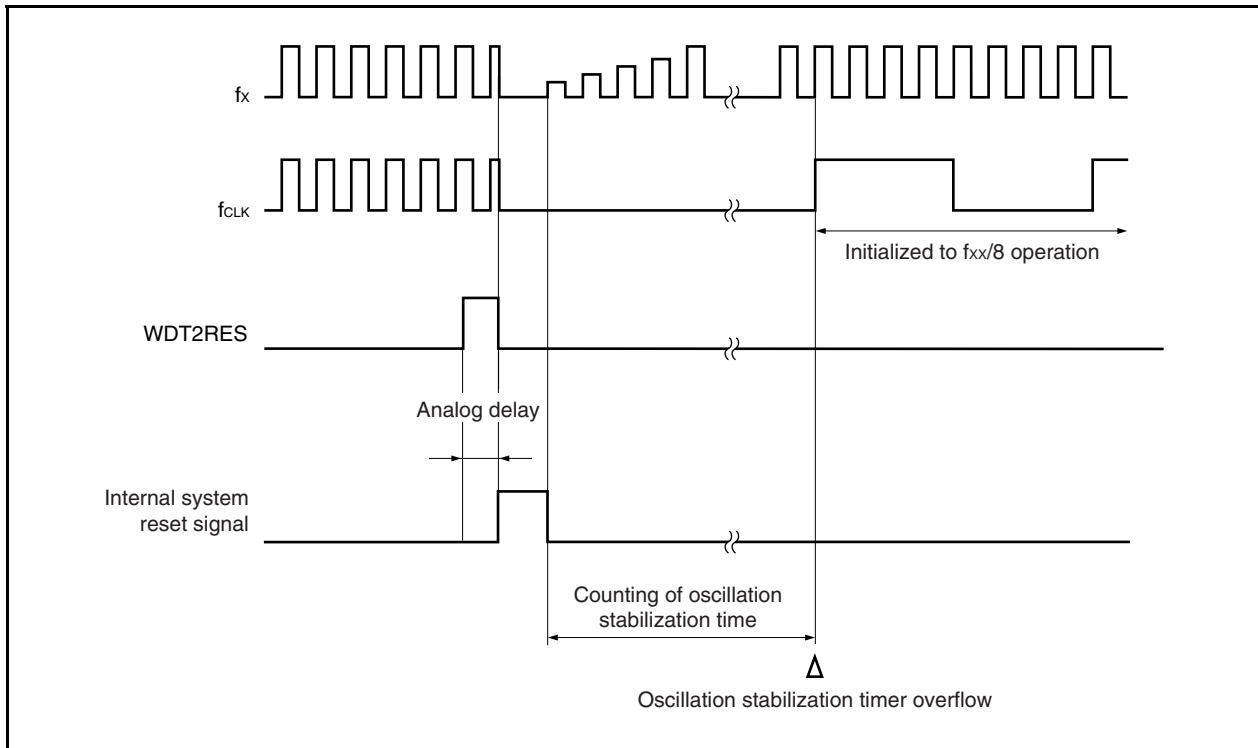 fX
fCLK
Initialized to fXX/8 operation
WDT2RES
Analog delay
Internal system
reset signal
Counting of oscillation
stabilization time
Oscillation stabilization timer overflow